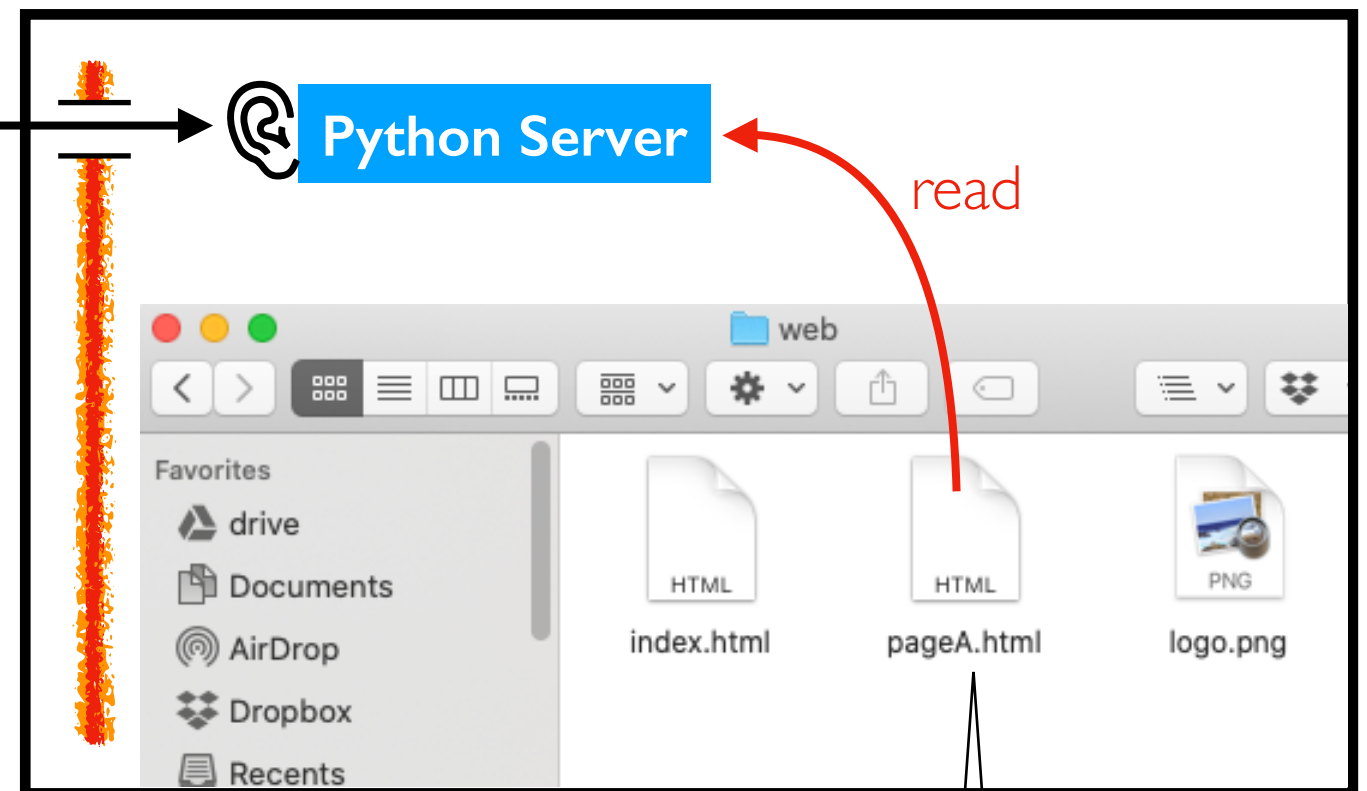 Python Server
read
web
Favorites
drive
Documents
AirDrop
Dropbox
Recents
HTML
HTML
PNG
index.html
pageA.html
logo.png